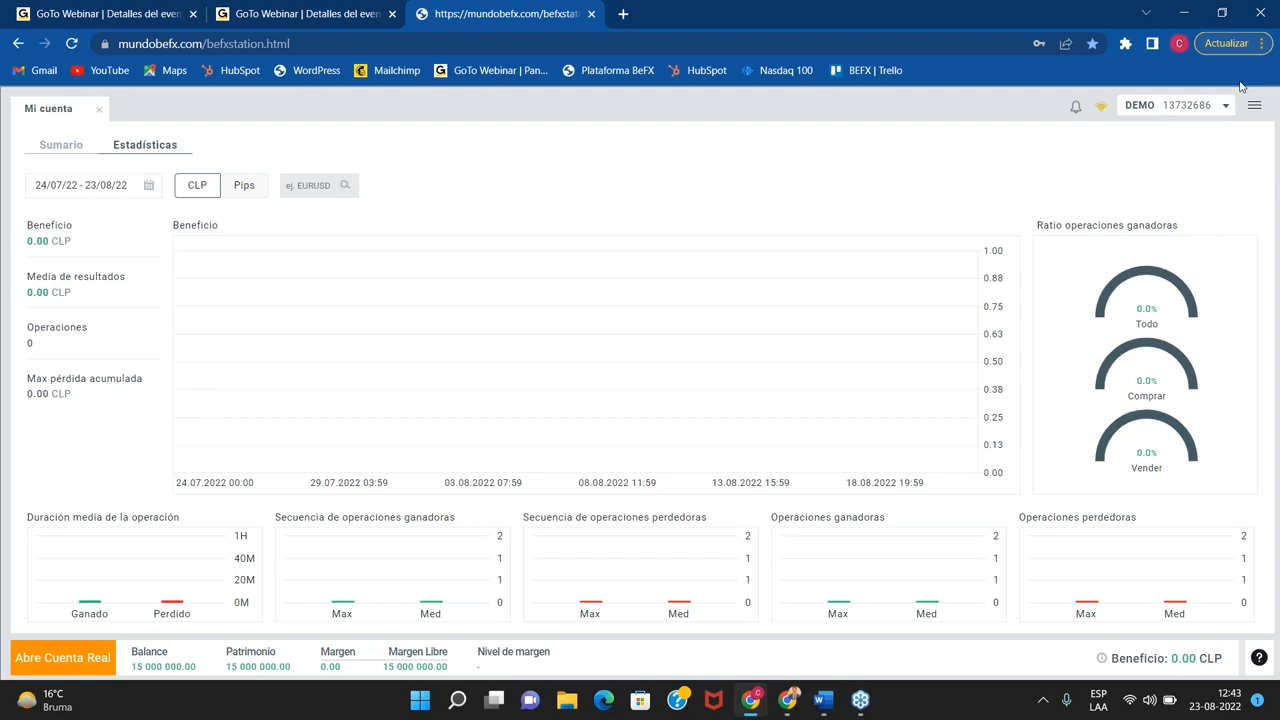 GoTo Webinar | Detalles del even
GoTo Webinar | Detalles del even
https://mundobefx.com/befxstati
mundobefx.com/befxstation.html
C
Actualizar
Gmail
YouTube
Maps
HubSpot
WordPress
Mailchimp
GoTo Webinar | Pan...
Plataforma BeFX
HubSpot
Nasdaq 100
BEFX | Trello
Mi cuenta
DEMO 13732686
Sumario
Estadísticas
24/07/22 - 23/08/22
CLP
Pips
ej. EURUSD
Beneficio
0.00 CLP
Media de resultados
0.00 CLP
Operaciones
0
Max pérdida acumulada
0.00 CLP
Beneficio
1.00
0.88
0.75
0.63
0.50
0.38
0.25
0.13
0.00
24.07.2022 00:00
29.07.2022 03:59
03.08.2022 07:59
08.08.2022 11:59
13.08.2022 15:59
18.08.2022 19:59
Ratio operaciones ganadoras
0.0%
Todo
0.0%
Comprar
0.0%
Vender
Duración media de la operación
1H
40M
20M
0M
Ganado
Perdido
Secuencia de operaciones ganadoras
2
1
1
0
Max
Med
Secuencia de operaciones perdedoras
2
1
1
0
Max
Med
Operaciones ganadoras
2
1
1
0
Max
Med
Operaciones perdedoras
2
1
1
0
Max
Med
Abre Cuenta Real
Balance
15 000 000.00
Patrimonio
15 000 000.00
Margen
0.00
Margen Libre
15 000 000.00
Nivel de margen
-
Beneficio: 0.00 CLP
?
16°C
Bruma
ESP
LAA
12:43
23-08-2022
1